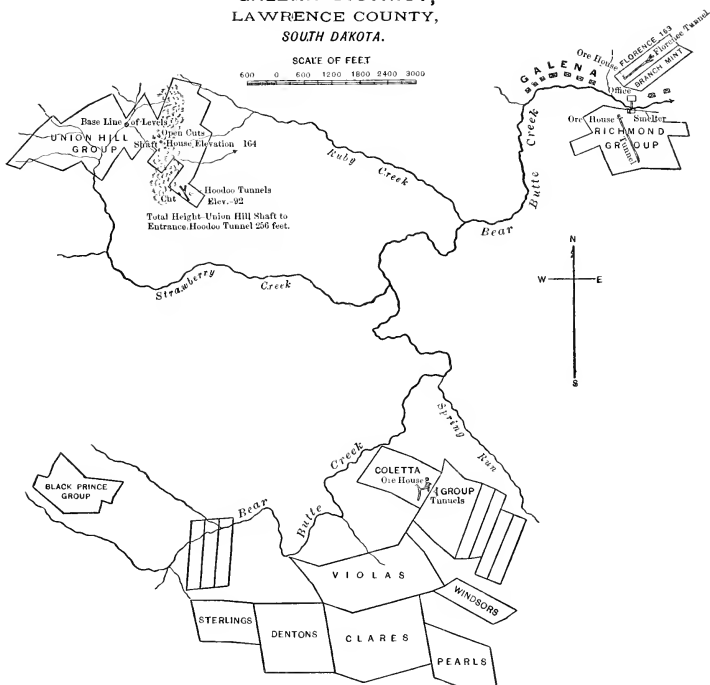 LAWRENCE COUNTY,
SOUTH DAKOTA.
SCALE OF FEET
600 0 600 1200 1800 2400 3000
FLORENCE 163
Florence Tunnel
Ore House
BRANCH MINT
GALENA
Office
Ore House
Smelter
RICHMOND
GROUP
Tunnel
Base Line of Levels
UNION HILL
GROUP
Open Cuts
Shaft House, Elevation 164
Cut
Hoodoo Tunnels
Elev.-92
Total Height-Union Hill Shaft to
Entrance Hoodoo Tunnel 256 feet.
Ruby Creek
Bear Butte Creek
Strawberry Creek
N
W E
S
Spring Run
BLACK PRINCE
GROUP
Bear Butte Creek
COLETTA
Ore House
GROUP
Tunnels
VIOLAS
WINDSORS
STERLINGS
DENTONS
CLARES
PEARLS